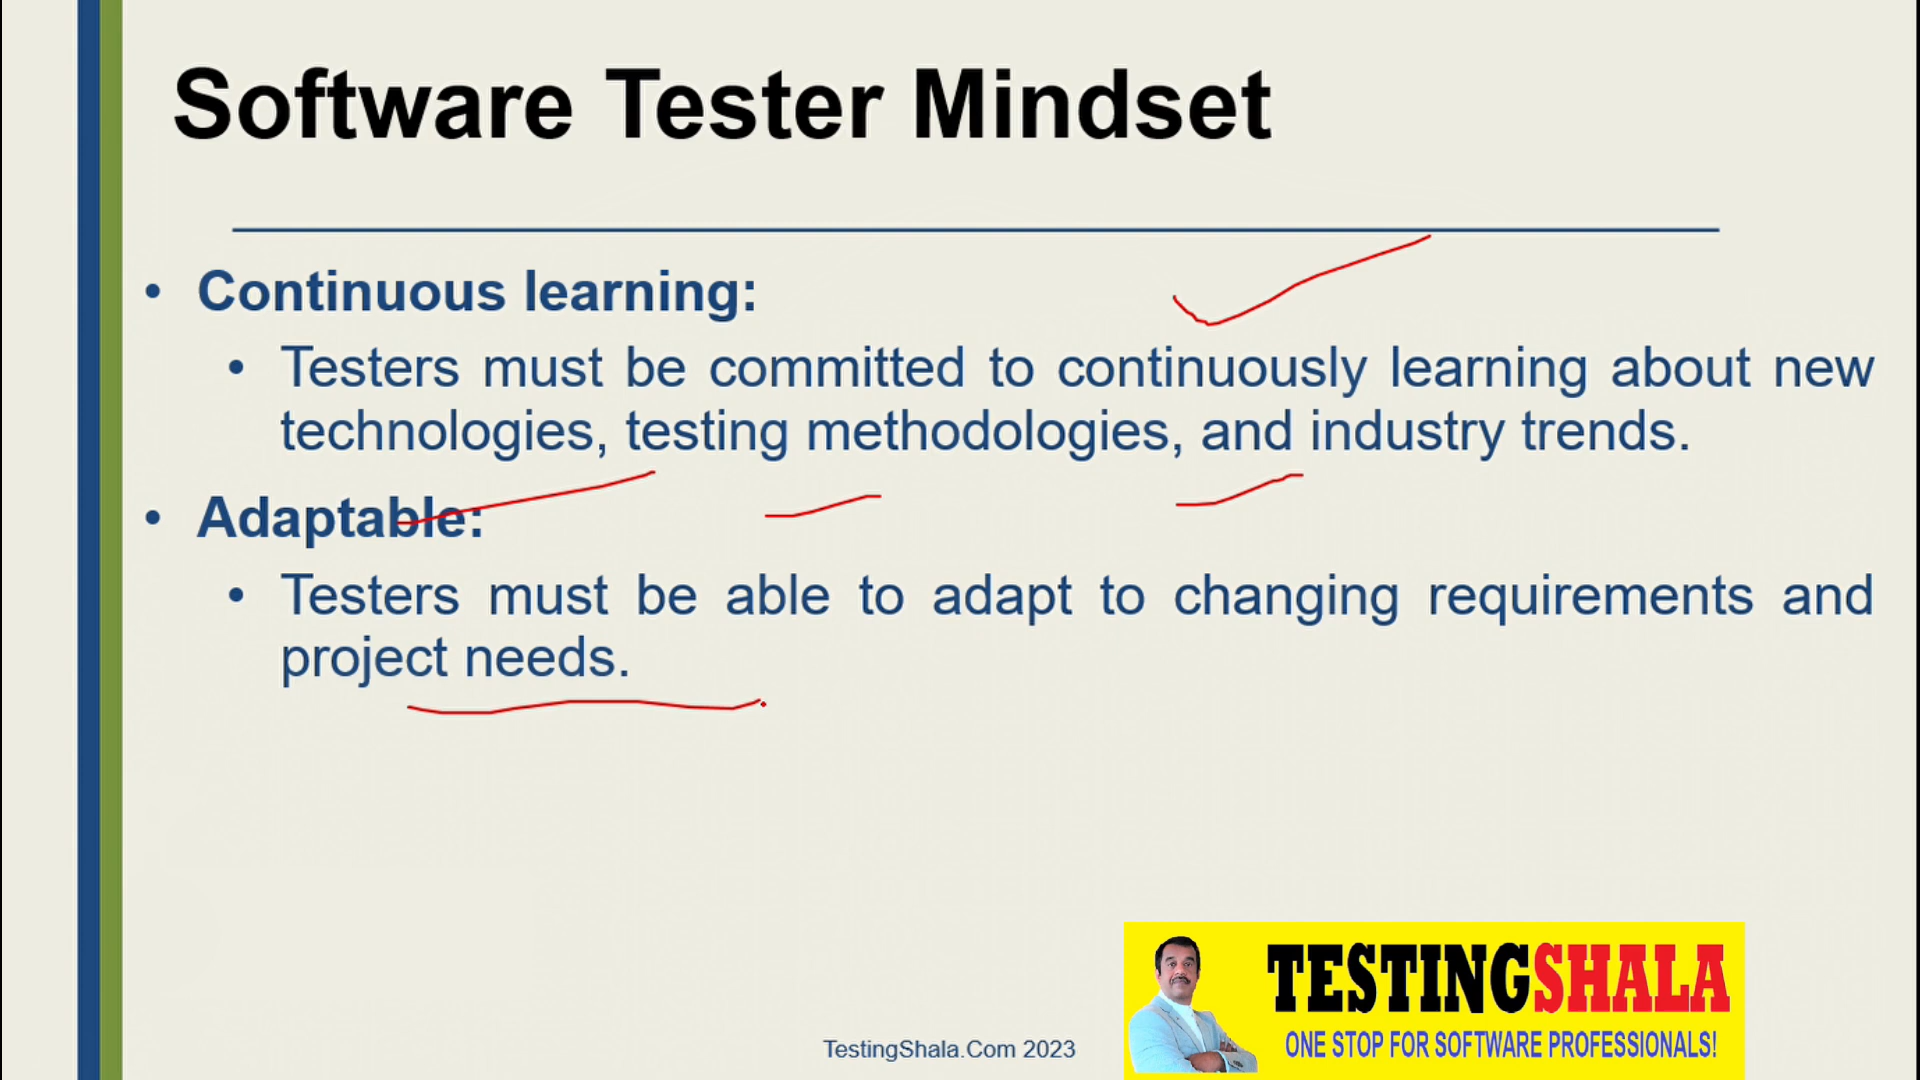 Software Tester Mindset
• Continuous learning:
• Testers must be committed to continuously learning about new
technologies, testing methodologies, and industry trends.
• Adaptable:
• Testers must be able to adapt to changing requirements and
project needs.
TestingShala.Com 2023
TESTINGSHALA
ONE STOP FOR SOFTWARE PROFESSIONALS!